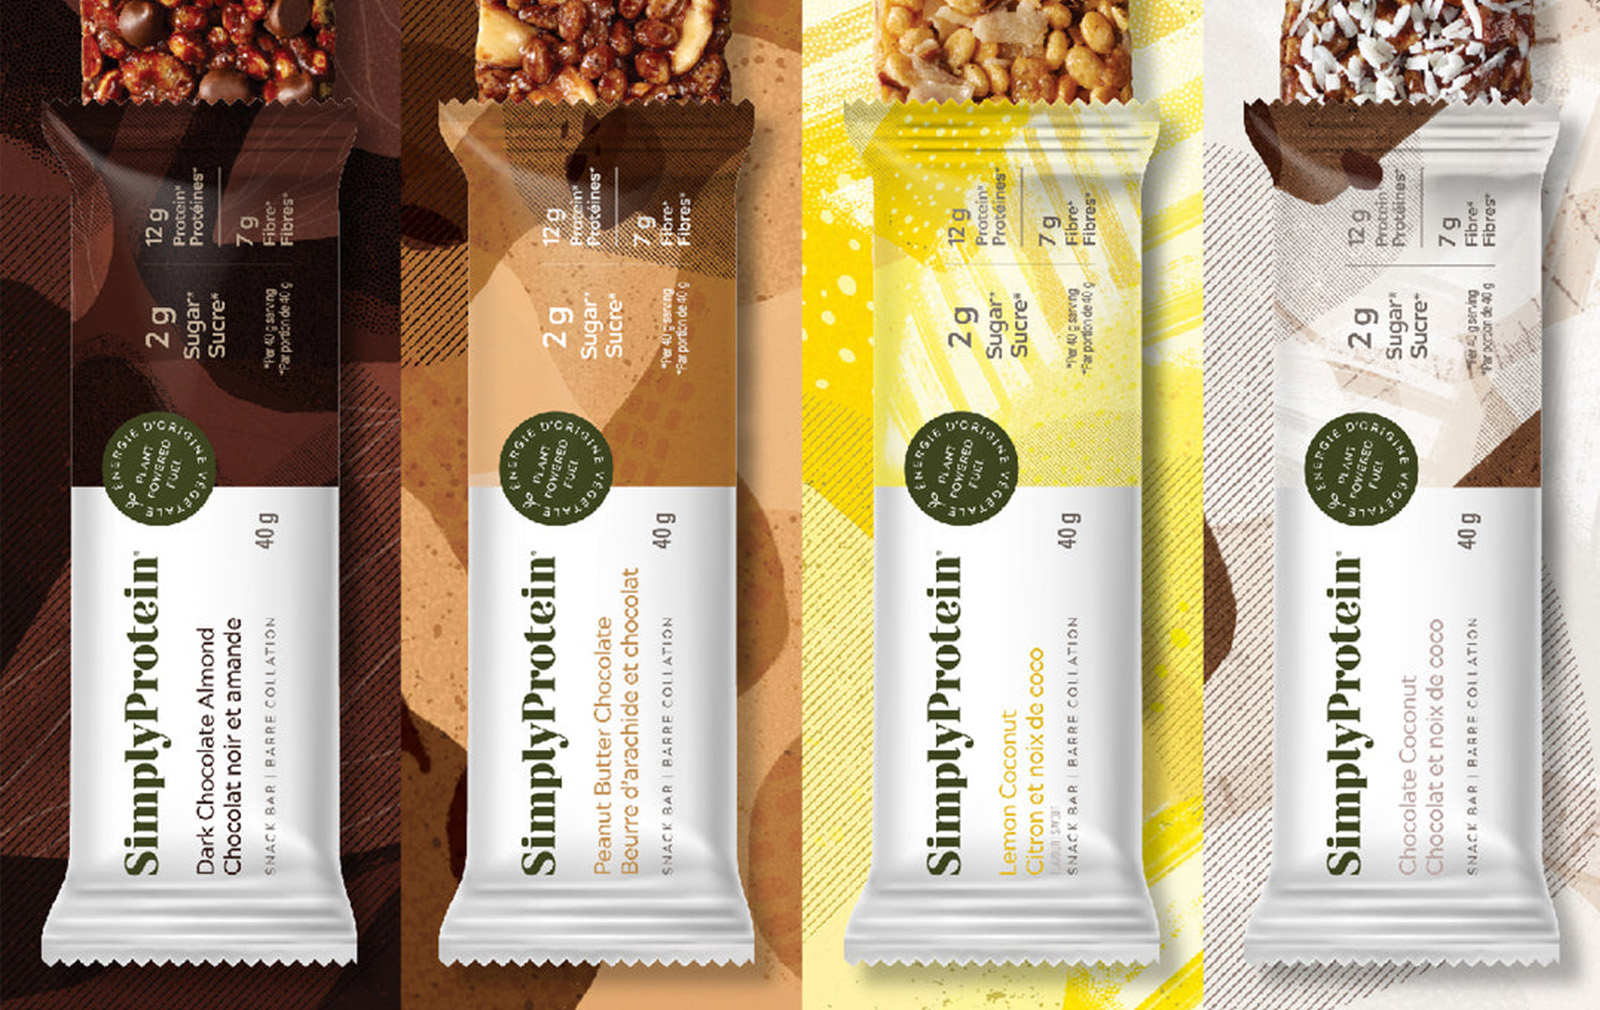 SimplyProtein®
Dark Chocolate Almond
Chocolat noir et amande
SNACK BAR | BARRE COLLATION
40 g
ÉNERGIE D'ORIGINE VÉGÉTALE
PLANT
POWERED
FUEL
2 g
Sugar*
Sucre*
*Per 40 g serving
*Par portion de 40 g
12 g
Protein*
Protéines*
7 g
Fibre*
Fibres*
SimplyProtein®
Peanut Butter Chocolate
Beurre d'arachide et chocolat
SNACK BAR | BARRE COLLATION
40 g
ÉNERGIE D'ORIGINE VÉGÉTALE
PLANT
POWERED
FUEL
2 g
Sugar*
Sucre*
*Per 40 g serving
*Par portion de 40 g
12 g
Protein*
Protéines*
7 g
Fibre*
Fibres*
SimplyProtein®
Lemon Coconut
Citron et noix de coco
SNACK BAR | BARRE COLLATION
40 g
ÉNERGIE D'ORIGINE VÉGÉTALE
PLANT
POWERED
FUEL
2 g
Sugar*
Sucre*
*Per 40 g serving
*Par portion de 40 g
12 g
Protein*
Protéines*
7 g
Fibre*
Fibres*
SimplyProtein®
Chocolate Coconut
Chocolat et noix de coco
SNACK BAR | BARRE COLLATION
40 g
ÉNERGIE D'ORIGINE VÉGÉTALE
PLANT
POWERED
FUEL
2 g
Sugar*
Sucre*
*Per 40 g serving
*Par portion de 40 g
12 g
Protein*
Protéines*
7 g
Fibre*
Fibres*